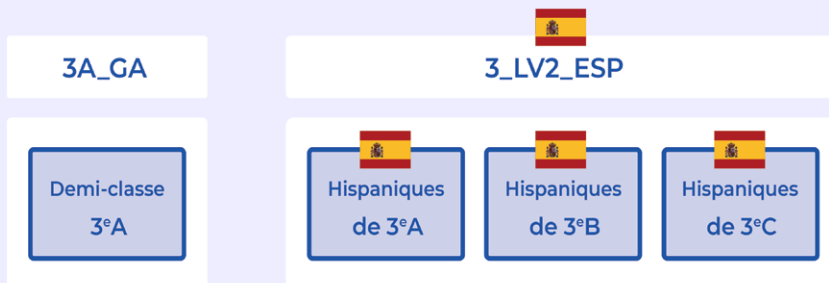 3A_GA
3_LV2_ESP
Demi-classe
3ᵉA
Hispaniques
de 3ᵉA
Hispaniques
de 3ᵉB
Hispaniques
de 3ᵉC